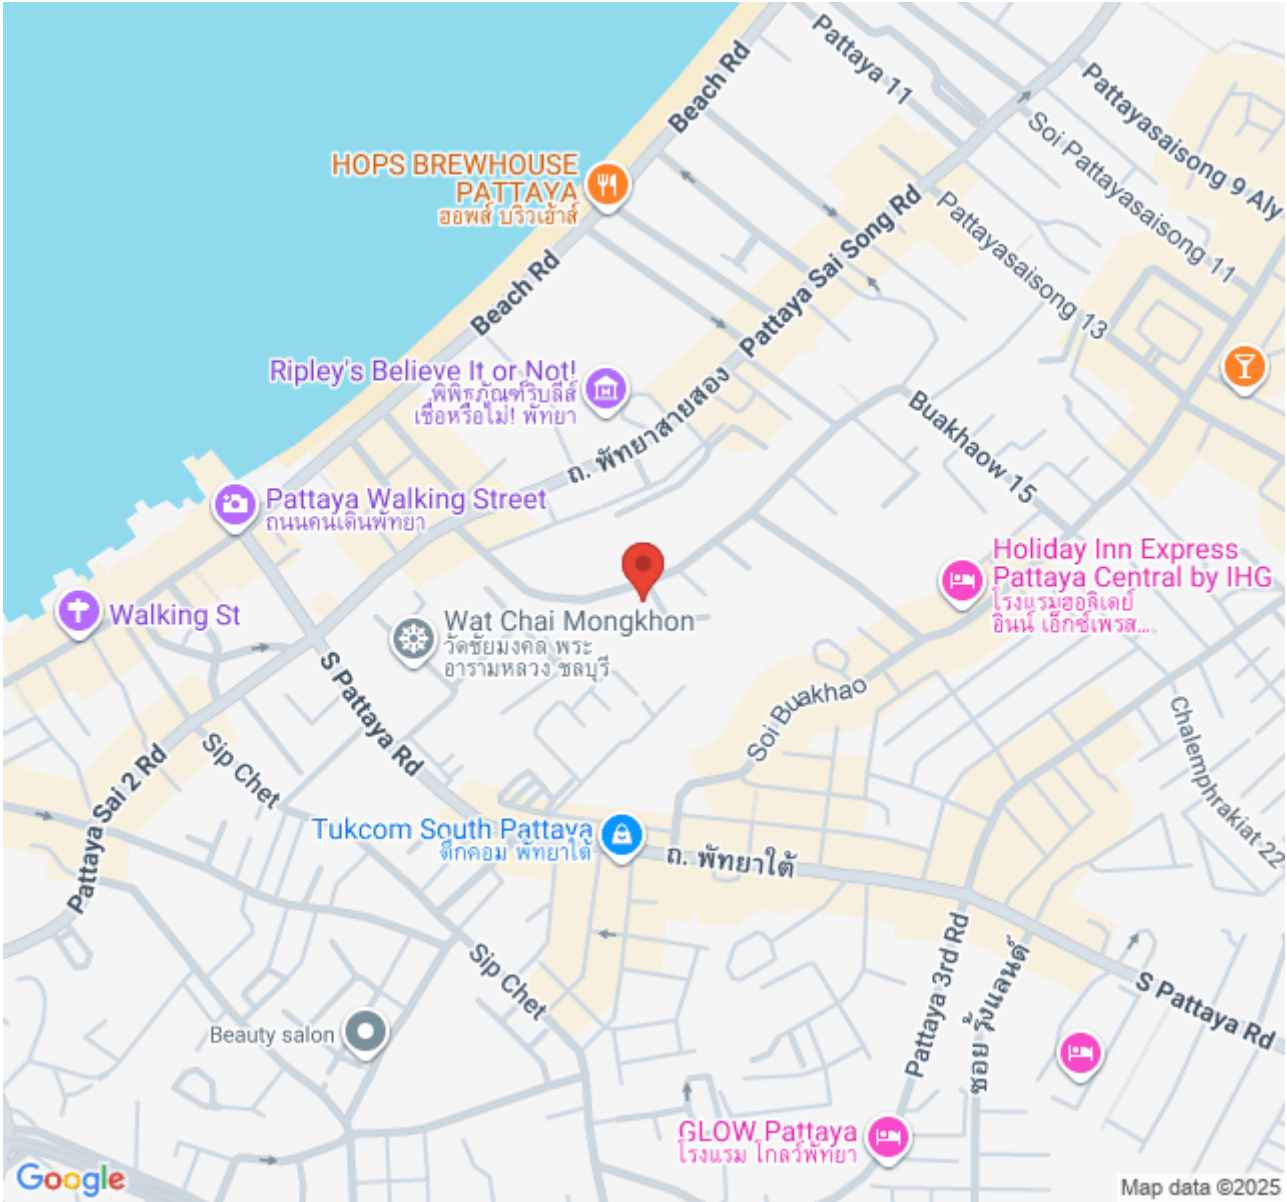 Beach Rd
Pattaya 11
Pattayasaisong 9 Aly
Soi Pattayasaisong 11
HOPS BREWHOUSE
PATTAYA
ฮอพส์ บริวเฮ้าส์
Pattaya Sai Song Rd
Pattayasaisong 13
Beach Rd
Ripley's Believe It or Not!
พิพิธภัณฑ์ริบลีส์
เชื่อหรือไม่! พัทยา
ถ. พัทยาสายสอง
Buakhaow 15
Pattaya Walking Street
ถนนคนเดินพัทยา
Holiday Inn Express
Pattaya Central by IHG
โรงแรมฮอลิเดย์
อินน์ เอ็กซ์เพรส...
Walking St
Wat Chai Mongkhon
วัดชัยมงคล พระ
อารามหลวง ชลบุรี
S Pattaya Rd
Soi Buakhao
Chalemphrakiat 22
Sip Chet
Pattaya Sai 2 Rd
Tukcom South Pattaya
ตึกคอม พัทยาใต้
ถ. พัทยาใต้
Sip Chet
Pattaya 3rd Rd
ซอย รุ้งแลนด์
S Pattaya Rd
Beauty salon
GLOW Pattaya
โรงแรม โกลว์พัทยา
Google
Map data ©2025